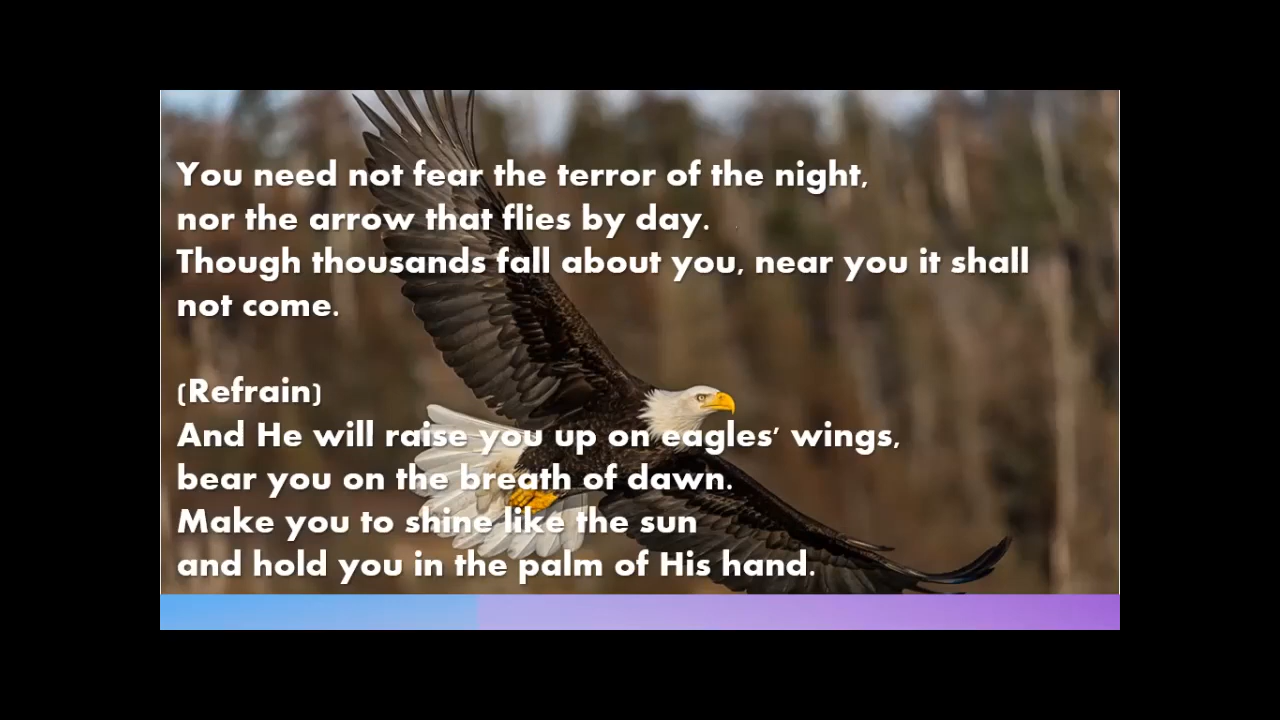 You need not fear the terror of the night,
nor the arrow that flies by day.
Though thousands fall about you, near you it shall
not come.
(Refrain)
And He will raise you up on eagles' wings,
bear you on the breath of dawn.
Make you to shine like the sun
and hold you in the palm of His hand.